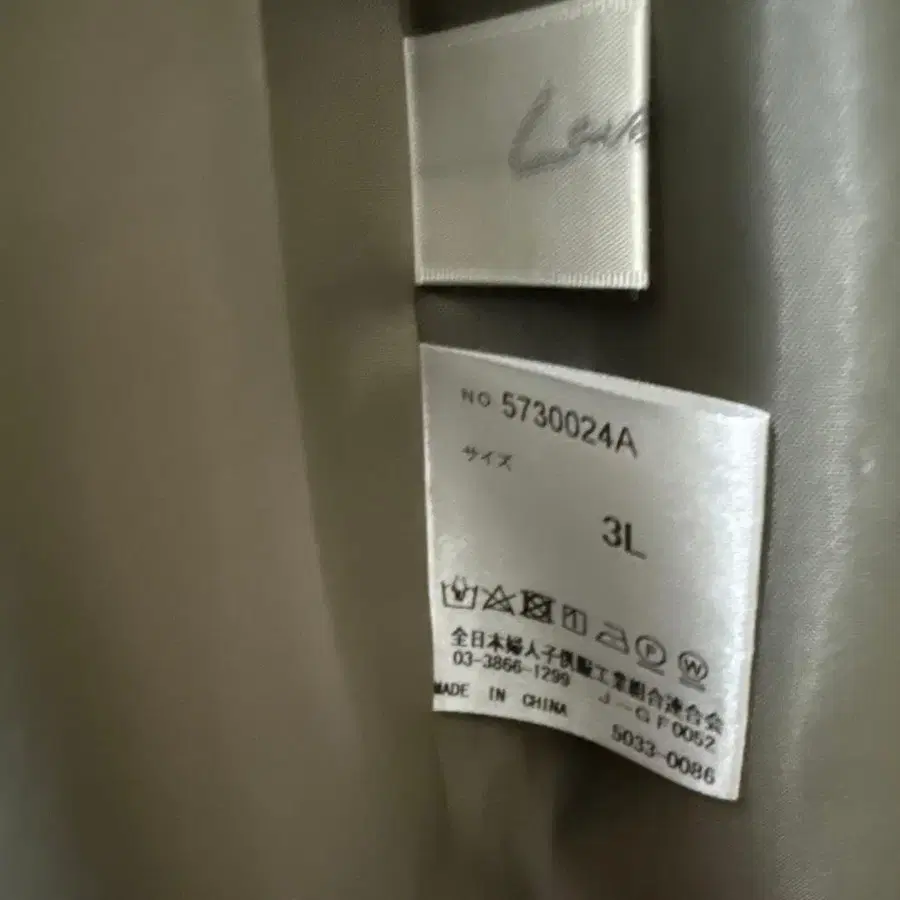 NO 5730024A
サイズ
3L
P W
全日本婦人子供服工業組合連合会
03-3866-1299 J-GF0052
MADE IN CHINA 5033-0086